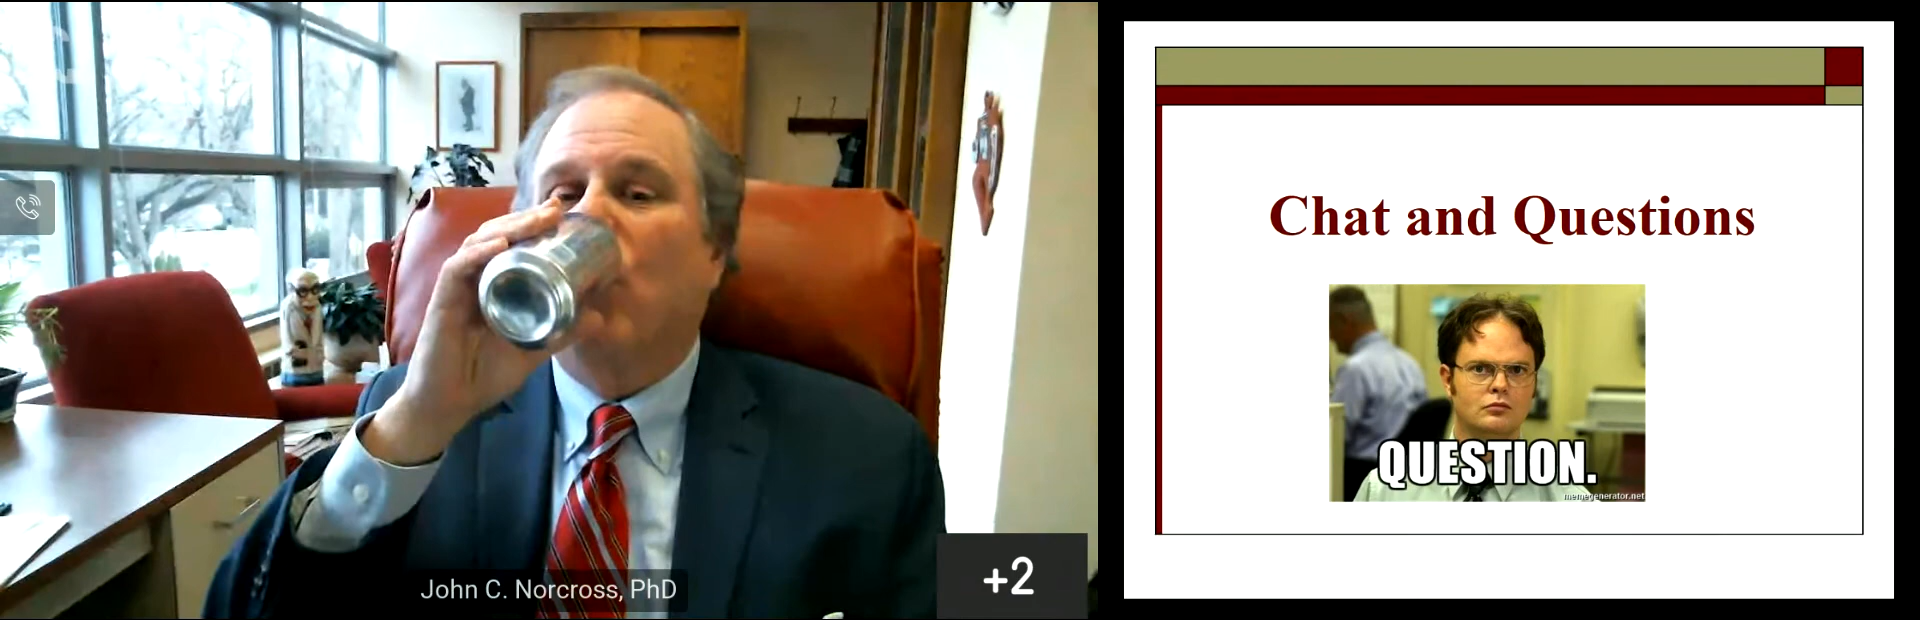 John C. Norcross, PhD
+2
Chat and Questions
QUESTION.
memegenerator.net